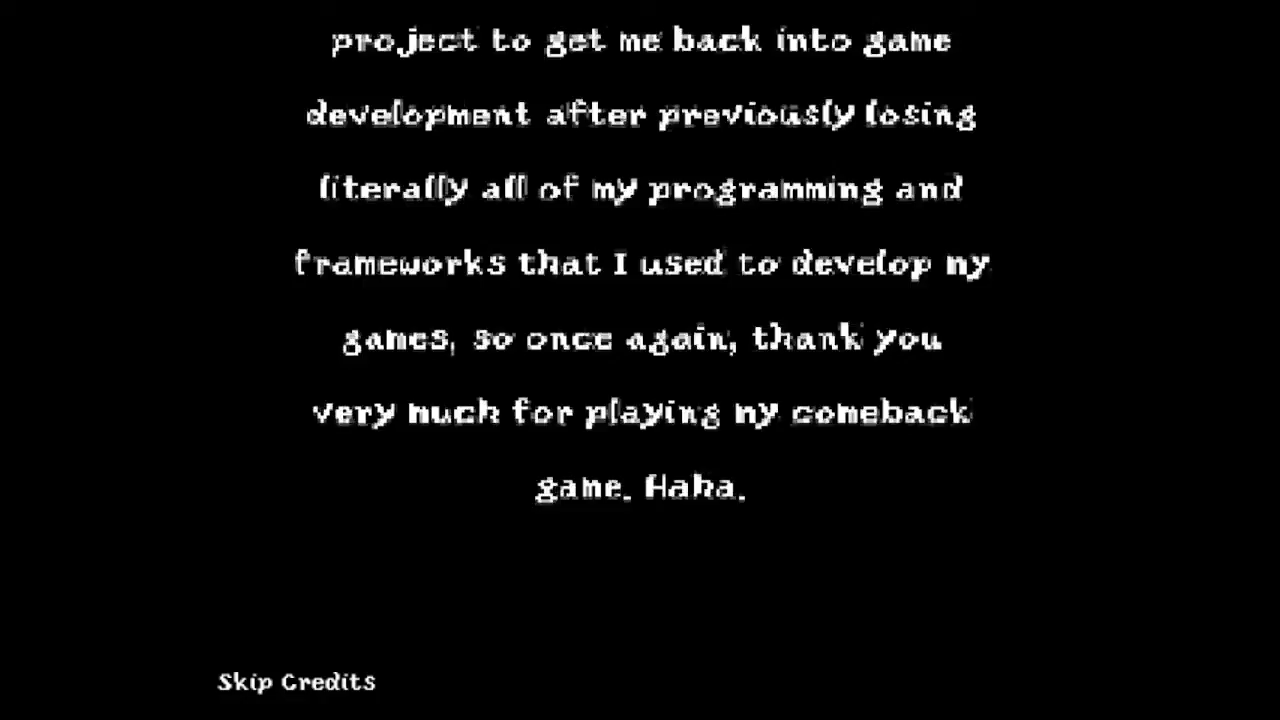 project to get me back into game
development after previously losing
literally all of my programming and
frameworks that I used to develop my
games, so once again, thank you
very much for playing my comeback
game. Haha.
Skip Credits